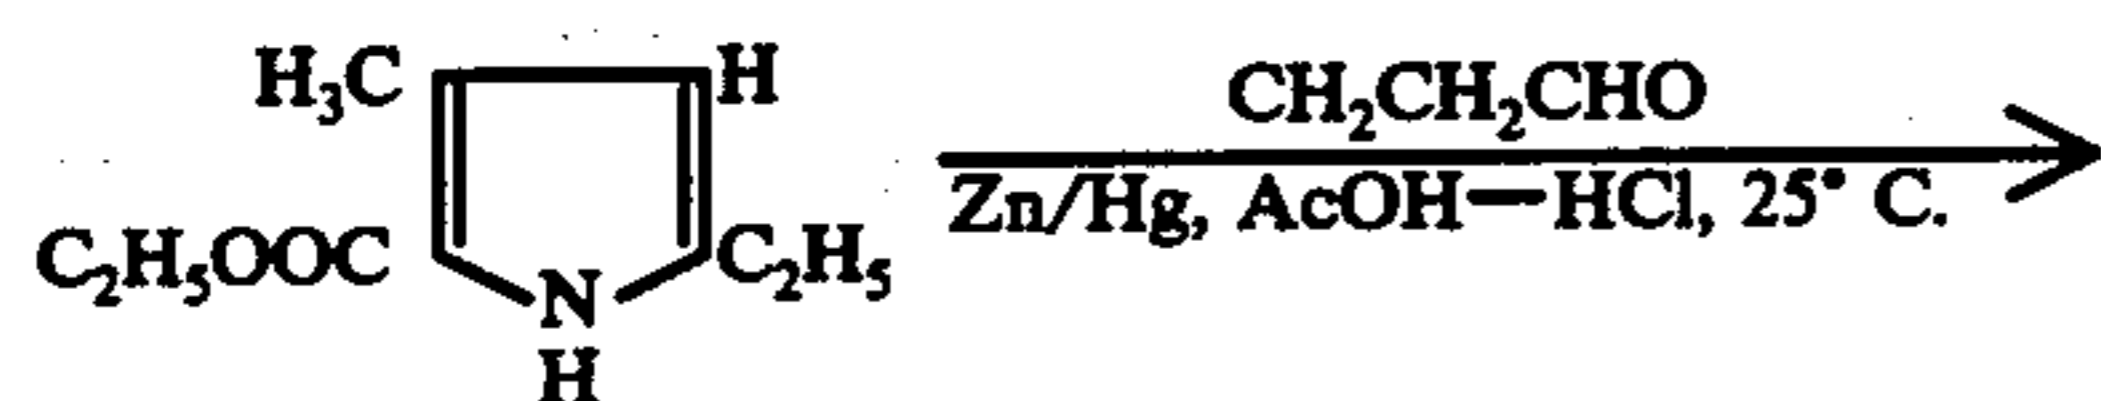 H₃C H CH₂CH₂CHO
C₂H₅OOC N C₂H₅ Zn/Hg, AcOH—HCl, 25° C.
H